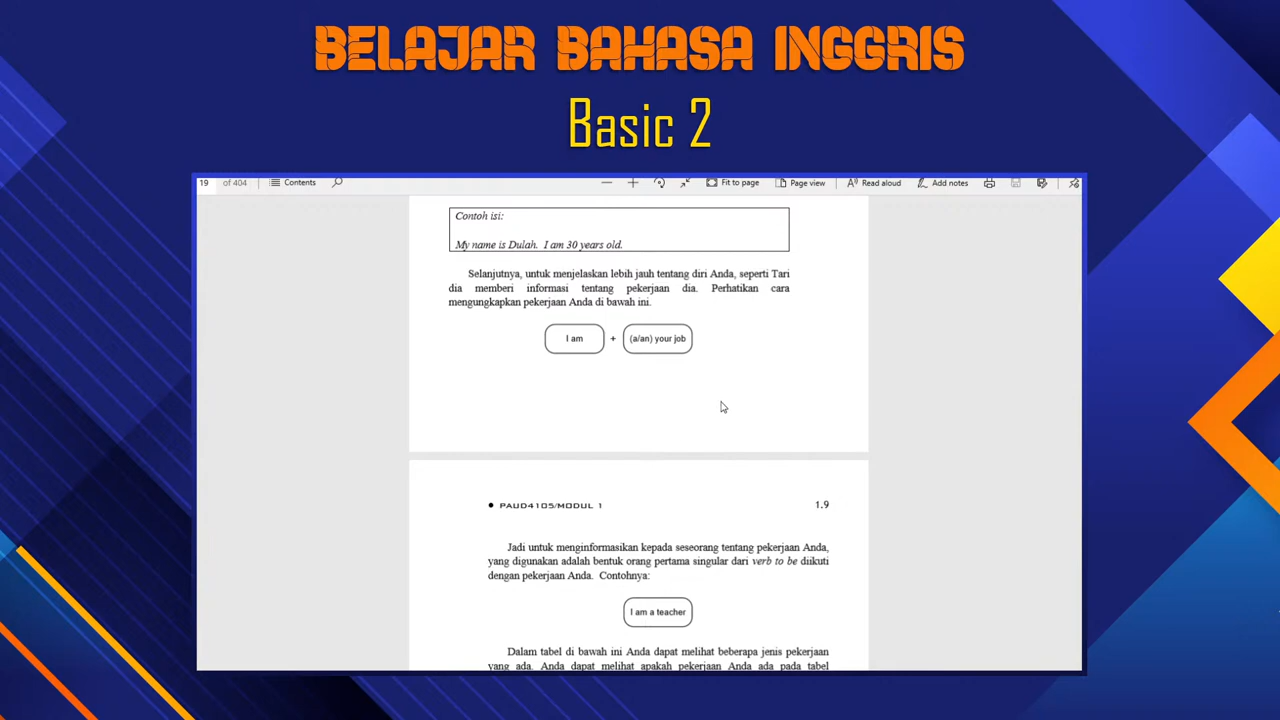 BELAJAR BAHASA INGGRIS
Basic 2
19 of 404 Contents Fit to page Page view Read aloud Add notes
Contoh isi:
My name is Dulah. I am 30 years old.
Selanjutnya, untuk menjelaskan lebih jauh tentang diri Anda, seperti Tari
dia memberi informasi tentang pekerjaan dia. Perhatikan cara
mengungkapkan pekerjaan Anda di bawah ini.
I am + (a/an) your job
● PAUD4105/MODUL 1 1.9
Jadi untuk menginformasikan kepada seseorang tentang pekerjaan Anda,
yang digunakan adalah bentuk orang pertama singular dari verb to be diikuti
dengan pekerjaan Anda. Contohnya:
I am a teacher
Dalam tabel di bawah ini Anda dapat melihat beberapa jenis pekerjaan
yang ada. Anda dapat melihat apakah pekerjaan Anda ada pada tabel